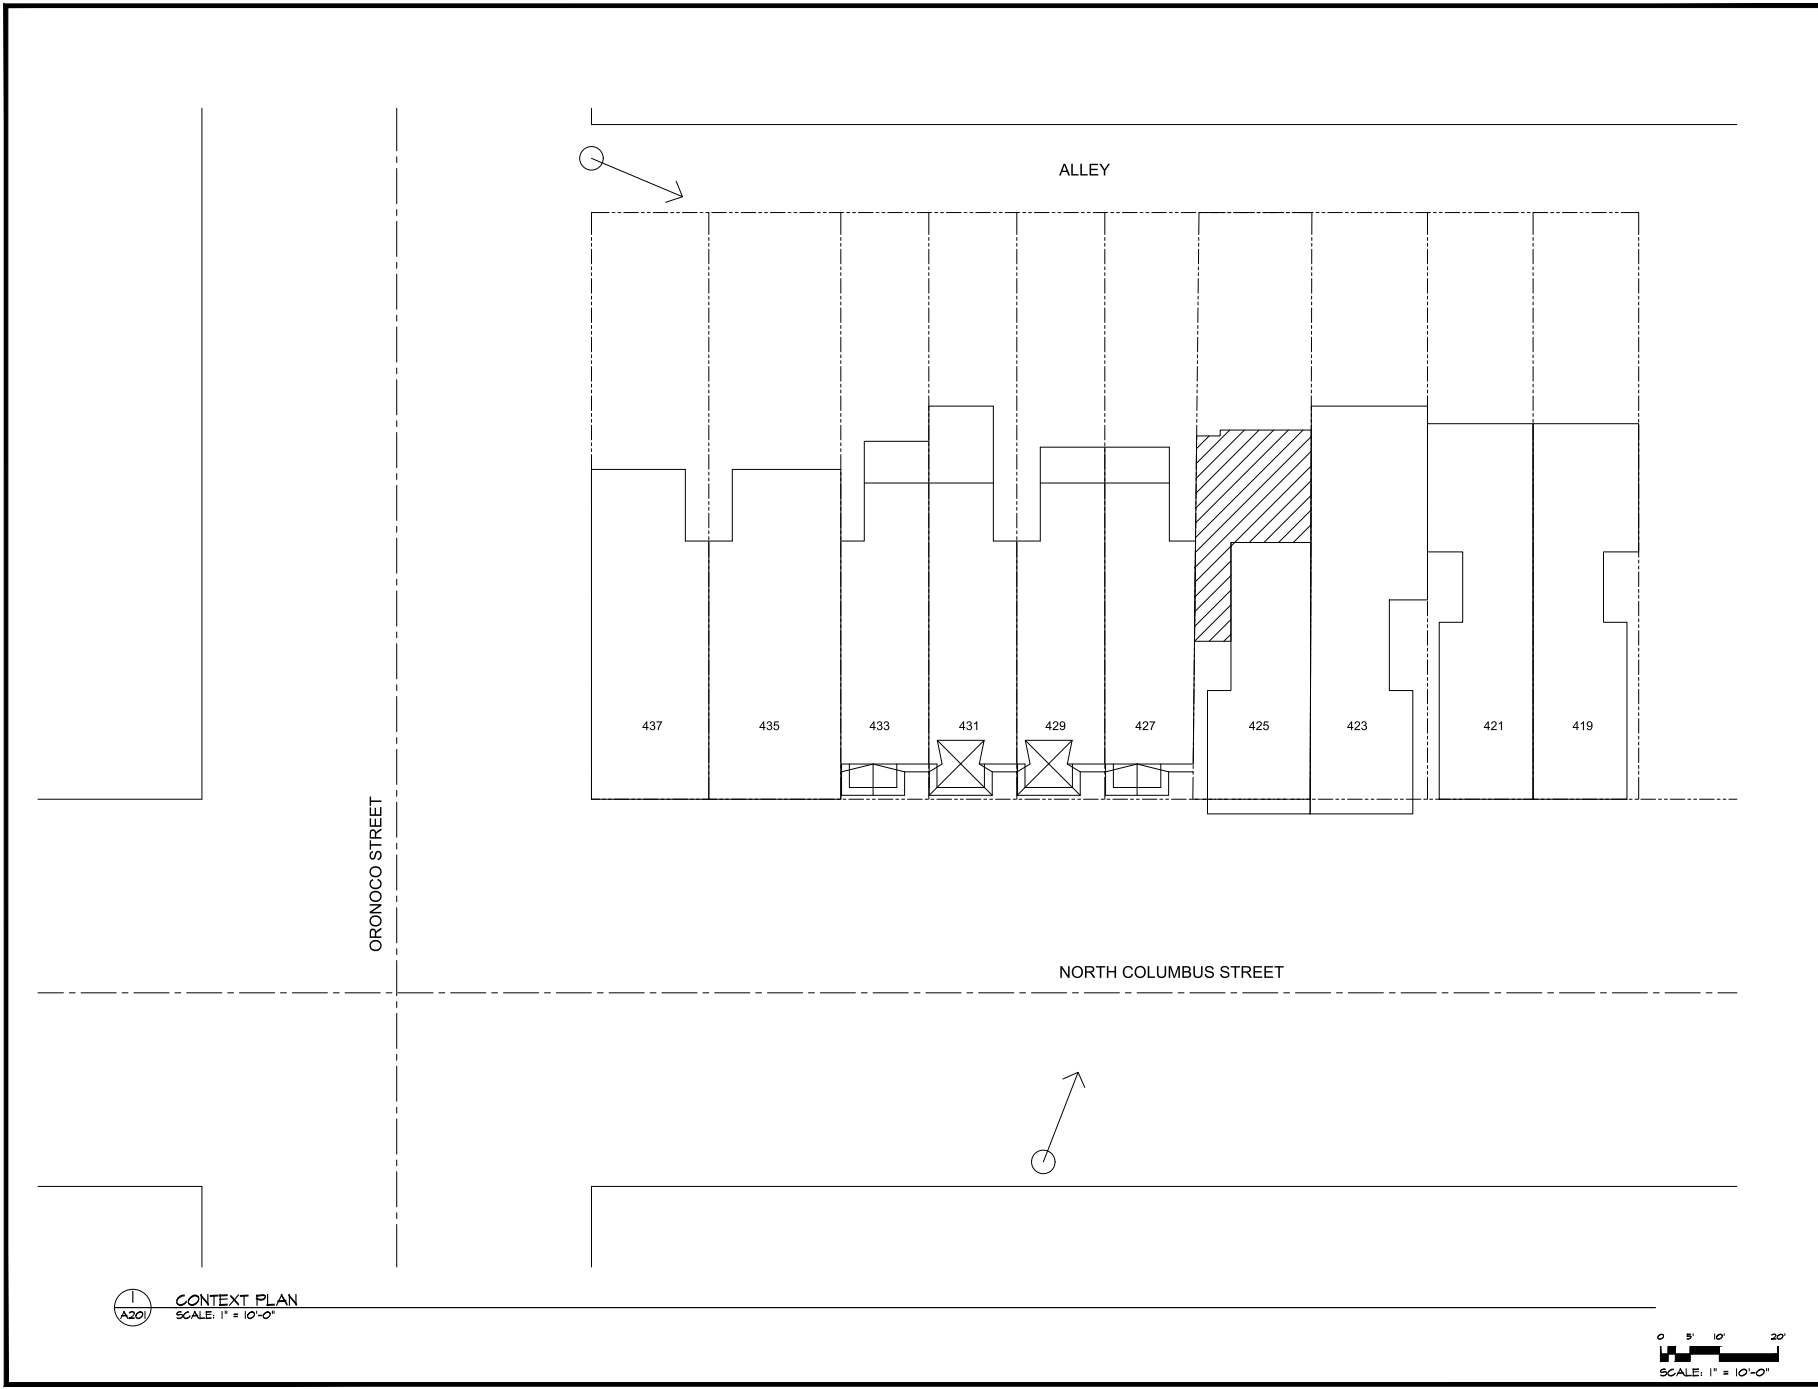 ALLEY
437 435 433 431 429 427 425 423 421 419
ORONOCO STREET
NORTH COLUMBUS STREET
1
A201
CONTEXT PLAN
SCALE: 1" = 10'-0"
0 5' 10' 20'
SCALE: 1" = 10'-0"